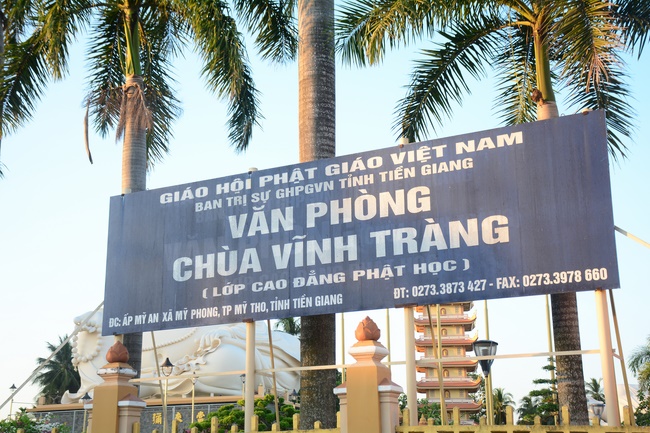 GIÁO HỘI PHẬT GIÁO VIỆT NAM
BAN TRỊ SỰ GHPGVN TỈNH TIỀN GIANG
VĂN PHÒNG
CHÙA VĨNH TRÀNG
( LỚP CAO ĐẲNG PHẬT HỌC )
ĐC: ẤP MỸ AN XÃ MỸ PHONG, TP MỸ THO, TỈNH TIỀN GIANG
ĐT: 0273.3873 427 - FAX: 0273.3978 660